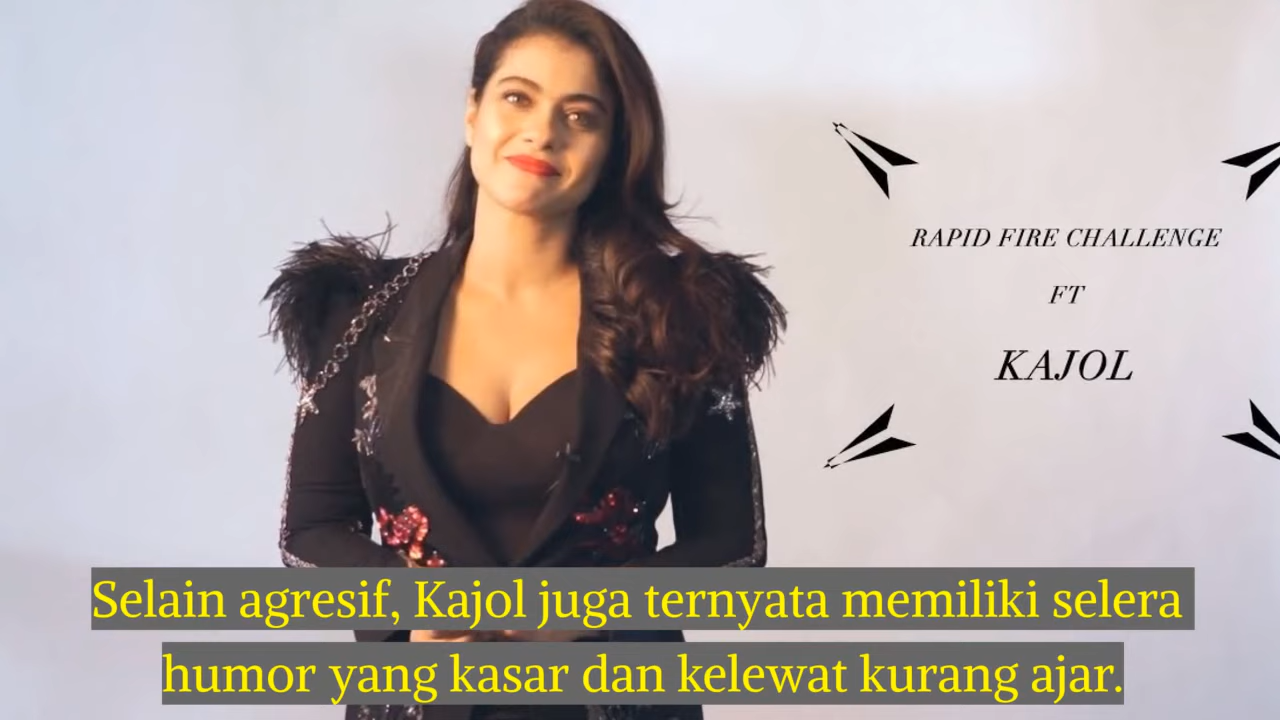 RAPID FIRE CHALLENGE
FT
KAJOL
Selain agresif, Kajol juga ternyata memiliki selera
humor yang kasar dan kelewat kurang ajar.